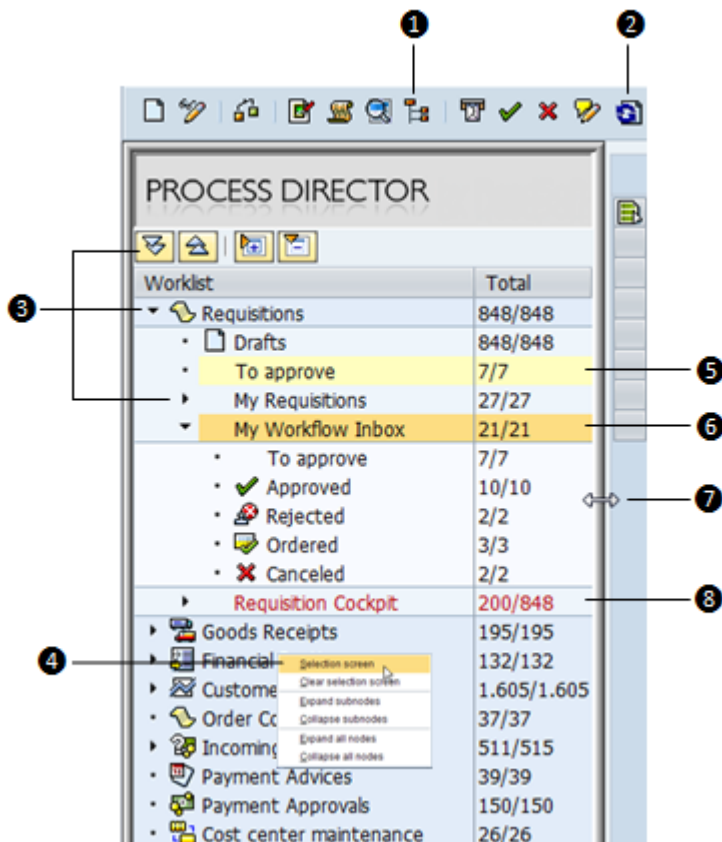 1 2
PROCESS DIRECTOR
Worklist Total
3 Requisitions 848/848
Drafts 848/848
To approve 7/7 5
My Requisitions 27/27
My Workflow Inbox 21/21 6
To approve 7/7
Approved 10/10
Rejected 2/2 7
Ordered 3/3
Canceled 2/2
Requisition Cockpit 200/848 8
Goods Receipts 195/195
4 Financial 132/132
Selection screen
Clear selection screen
Expand subnodes
Collapse subnodes
Expand all nodes
Collapse all nodes
Custome 1.605/1.605
Order Co 37/37
Incoming 511/515
Payment Advices 39/39
Payment Approvals 150/150
Cost center maintenance 26/26